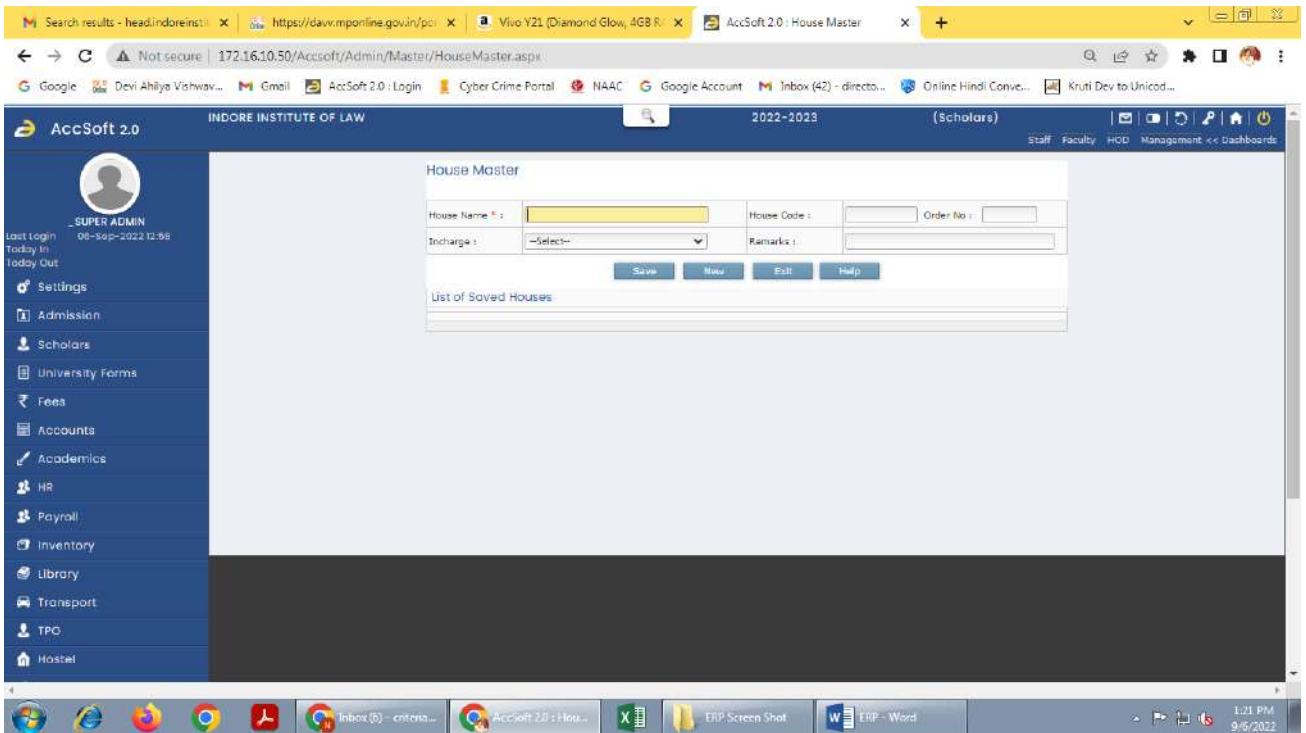 Search results - head.indoreinsti
https://davv.mponline.gov.in/por
Vivo Y21 (Diamond Glow, 4GB R
AccSoft 2.0 : House Master
Not secure 172.16.10.50/Accsoft/Admin/Master/HouseMaster.aspx
Google Devi Ahilya Vishwav... Gmail AccSoft 2.0 : Login Cyber Crime Portal NAAC Google Account Inbox (42) - directo... Online Hindi Conve... Kruti Dev to Unicod...
AccSoft 2.0
INDORE INSTITUTE OF LAW 2022-2023 (Scholars)
Staff Faculty HOD Management << Dashboards
_SUPER ADMIN
Last Login 06-Sep-2022 12:56
Today In
Today Out
Settings
Admission
Scholars
University Forms
₹ Fees
Accounts
Academics
HR
Payroll
Inventory
Library
Transport
TPO
Hostel
House Master
House Name * : House Code : Order No :
Incharge : --Select-- Remarks :
Save New Exit Help
List of Saved Houses
Inbox (6) - criteria... AccSoft 2.0 : Hou... ERP Screen Shot ERP - Word
1:21 PM
9/6/2022